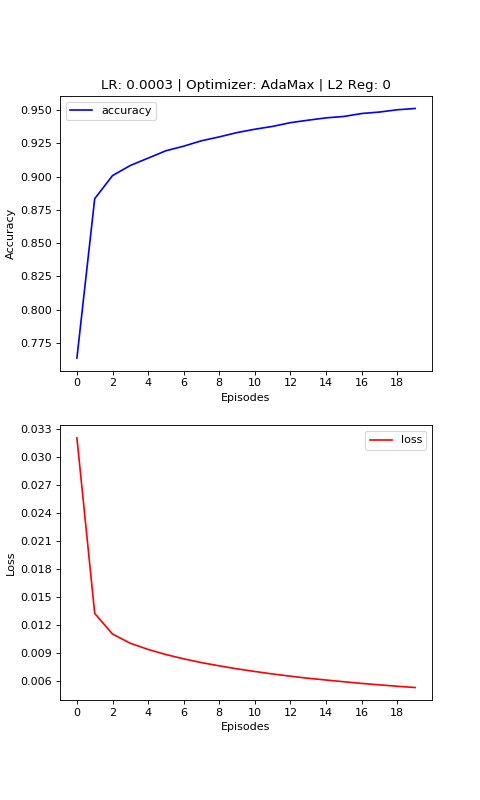 LR: 0.0003 | Optimizer: AdaMax | L2 Reg: 0
accuracy
0.950
0.925
0.900
0.875
0.850
0.825
0.800
0.775
Accuracy
0 2 4 6 8 10 12 14 16 18
Episodes
loss
0.033
0.030
0.027
0.024
0.021
0.018
0.015
0.012
0.009
0.006
Loss
0 2 4 6 8 10 12 14 16 18
Episodes